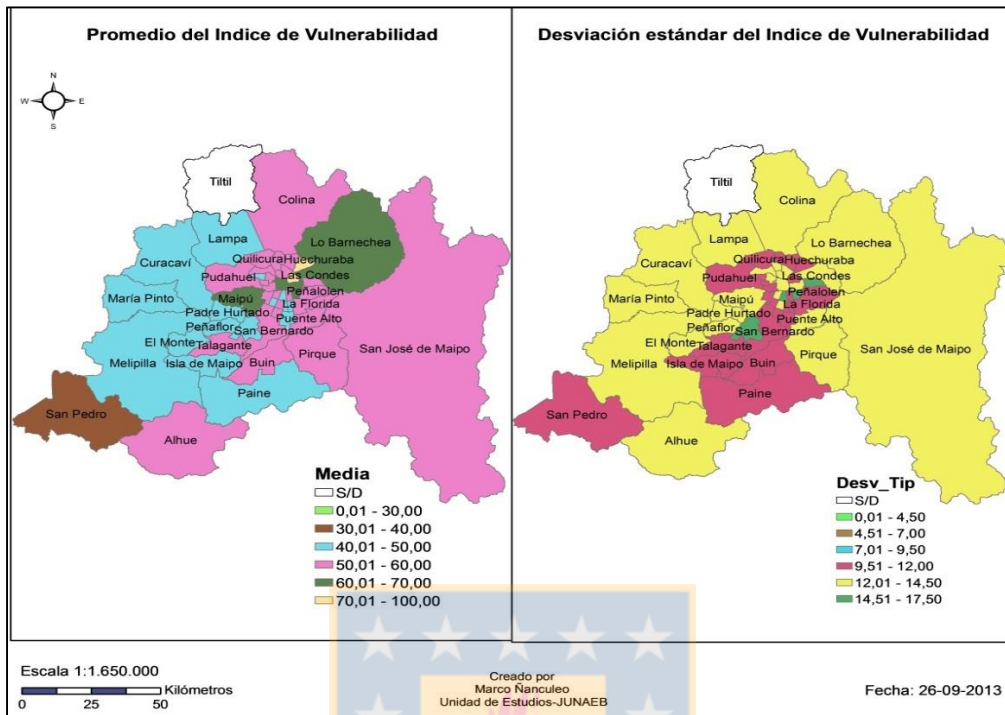 Promedio del Indice de Vulnerabilidad
N
W E
S
Tiltil
Colina
Lampa
Lo Barnechea
Curacaví
Quilicura Huechuraba
Pudahuel
Las Condes
María Pinto
Maipú
Peñalolen
La Florida
Padre Hurtado
Puente Alto
Peñaflor
San Bernardo
El Monte
Talagante
Melipilla
Isla de Maipo
Buin
Pirque
San José de Maipo
Paine
San Pedro
Alhue
Media
S/D
0,01 - 30,00
30,01 - 40,00
40,01 - 50,00
50,01 - 60,00
60,01 - 70,00
70,01 - 100,00
Desviación estándar del Indice de Vulnerabilidad
Tiltil
Colina
Lampa
Lo Barnechea
Curacaví
Quilicura Huechuraba
Pudahuel
Las Condes
María Pinto
Maipú
Peñalolen
La Florida
Padre Hurtado
Puente Alto
Peñaflor
San Bernardo
El Monte
Talagante
Melipilla
Isla de Maipo
Buin
Pirque
San José de Maipo
Paine
San Pedro
Alhue
Desv_Tip
S/D
0,01 - 4,50
4,51 - 7,00
7,01 - 9,50
9,51 - 12,00
12,01 - 14,50
14,51 - 17,50
Escala 1:1.650.000
Kilómetros
0 25 50
Creado por
Marco Ñanculeo
Unidad de Estudios-JUNAEB
Fecha: 26-09-2013